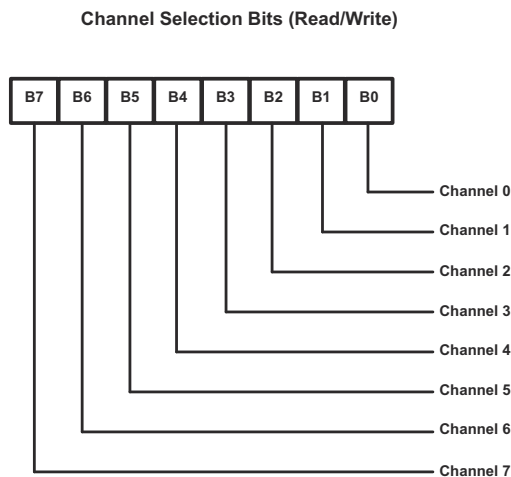 Channel Selection Bits (Read/Write)
B7 B6 B5 B4 B3 B2 B1 B0
Channel 0
Channel 1
Channel 2
Channel 3
Channel 4
Channel 5
Channel 6
Channel 7